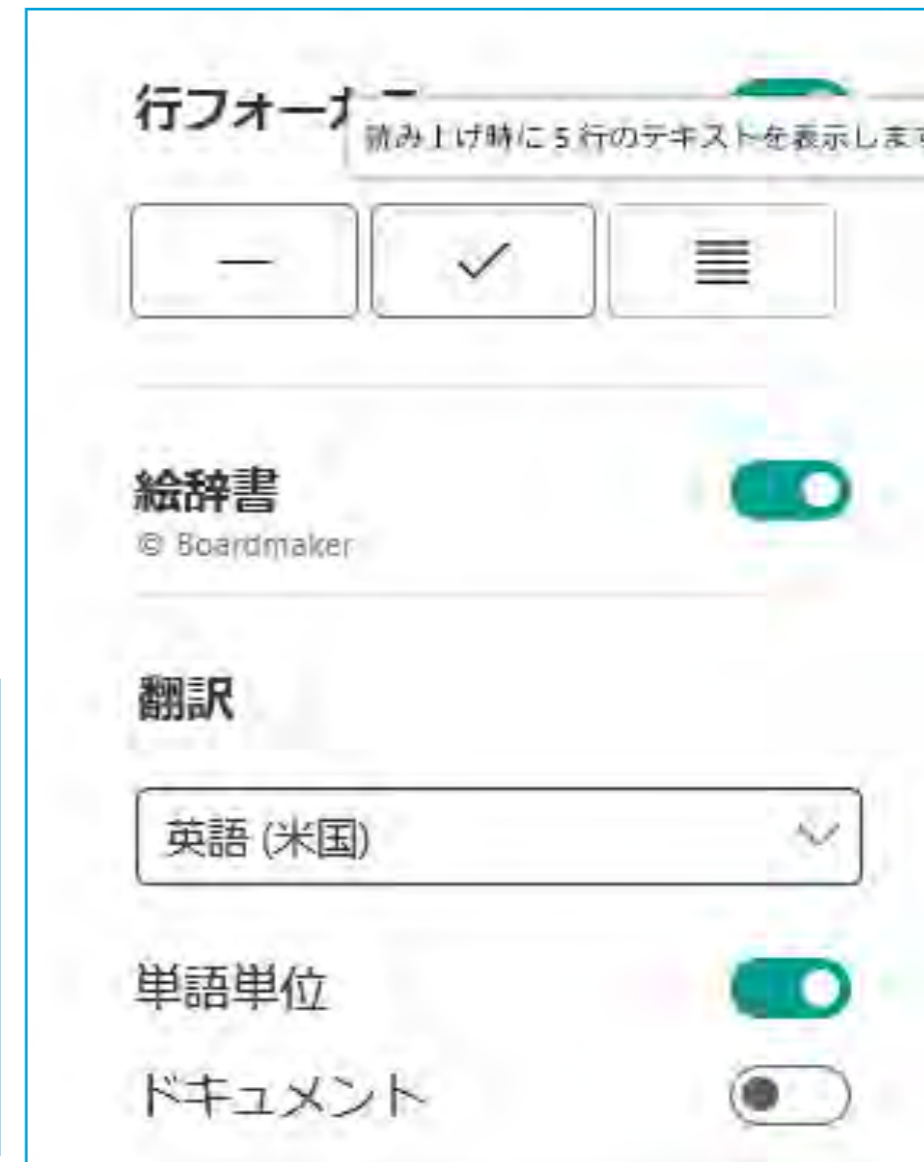 行フォーカス
読み上げ時に 5 行のテキストを表示します
絵辞書
© Boardmaker
翻訳
英語 (米国)
単語単位
ドキュメント